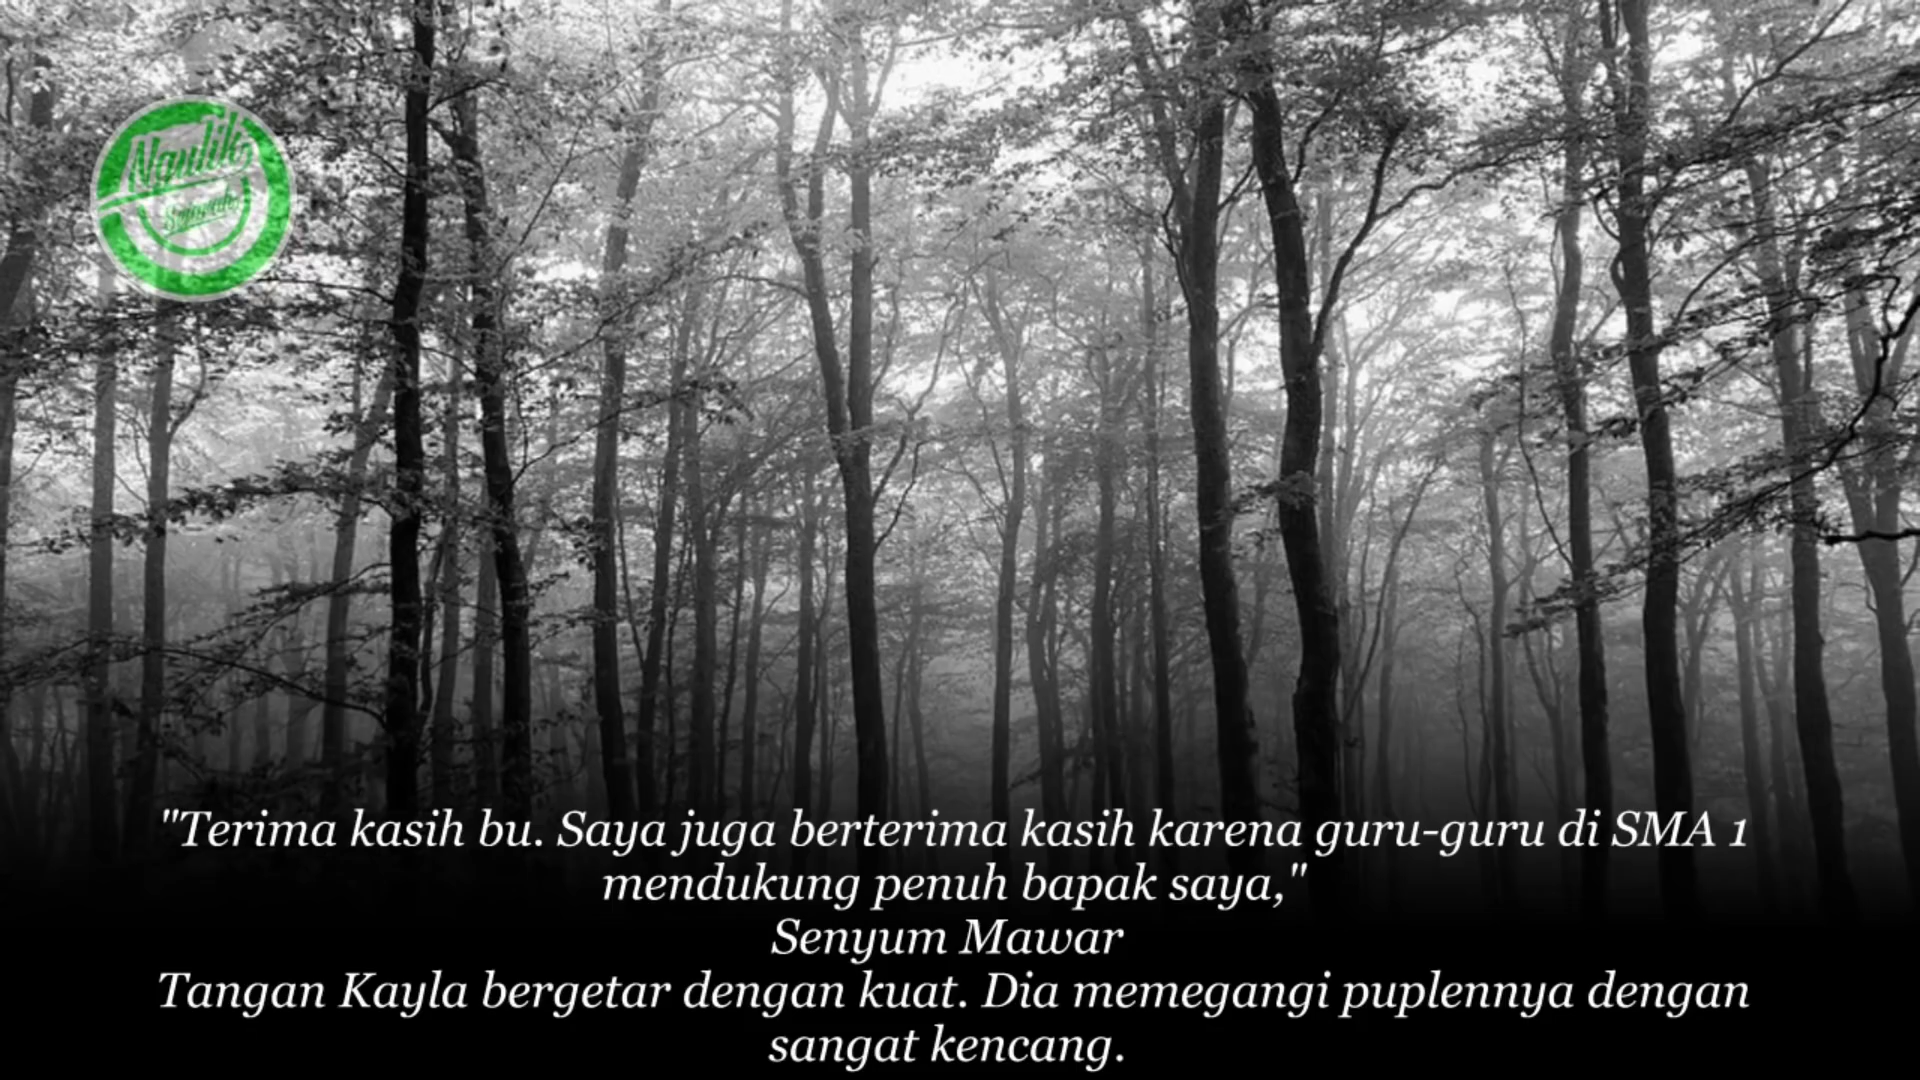 Ngulik
"Terima kasih bu. Saya juga berterima kasih karena guru-guru di SMA 1
mendukung penuh bapak saya,"
Senyum Mawar
Tangan Kayla bergetar dengan kuat. Dia memegangi puplennya dengan
sangat kencang.